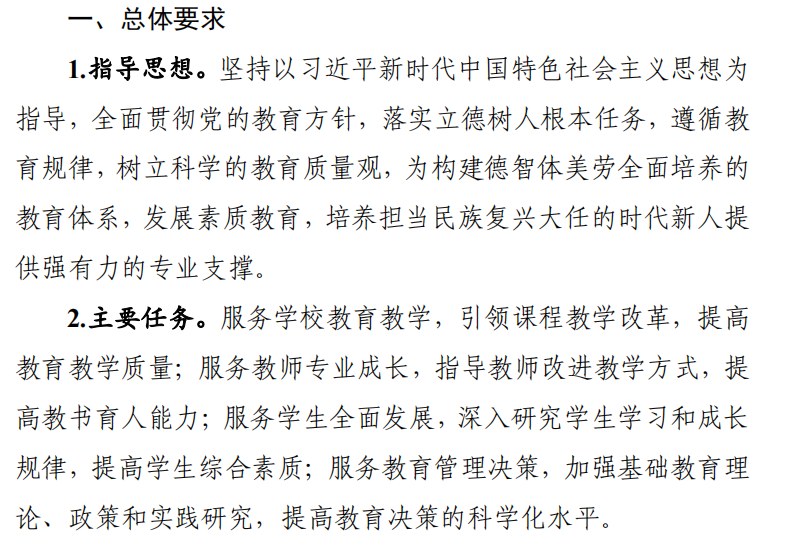 一、总体要求
1.指导思想。坚持以习近平新时代中国特色社会主义思想为
指导，全面贯彻党的教育方针，落实立德树人根本任务，遵循教
育规律，树立科学的教育质量观，为构建德智体美劳全面培养的
教育体系，发展素质教育，培养担当民族复兴大任的时代新人提
供强有力的专业支撑。
2.主要任务。服务学校教育教学，引领课程教学改革，提高
教育教学质量；服务教师专业成长，指导教师改进教学方式，提
高教书育人能力；服务学生全面发展，深入研究学生学习和成长
规律，提高学生综合素质；服务教育管理决策，加强基础教育理
论、政策和实践研究，提高教育决策的科学化水平。